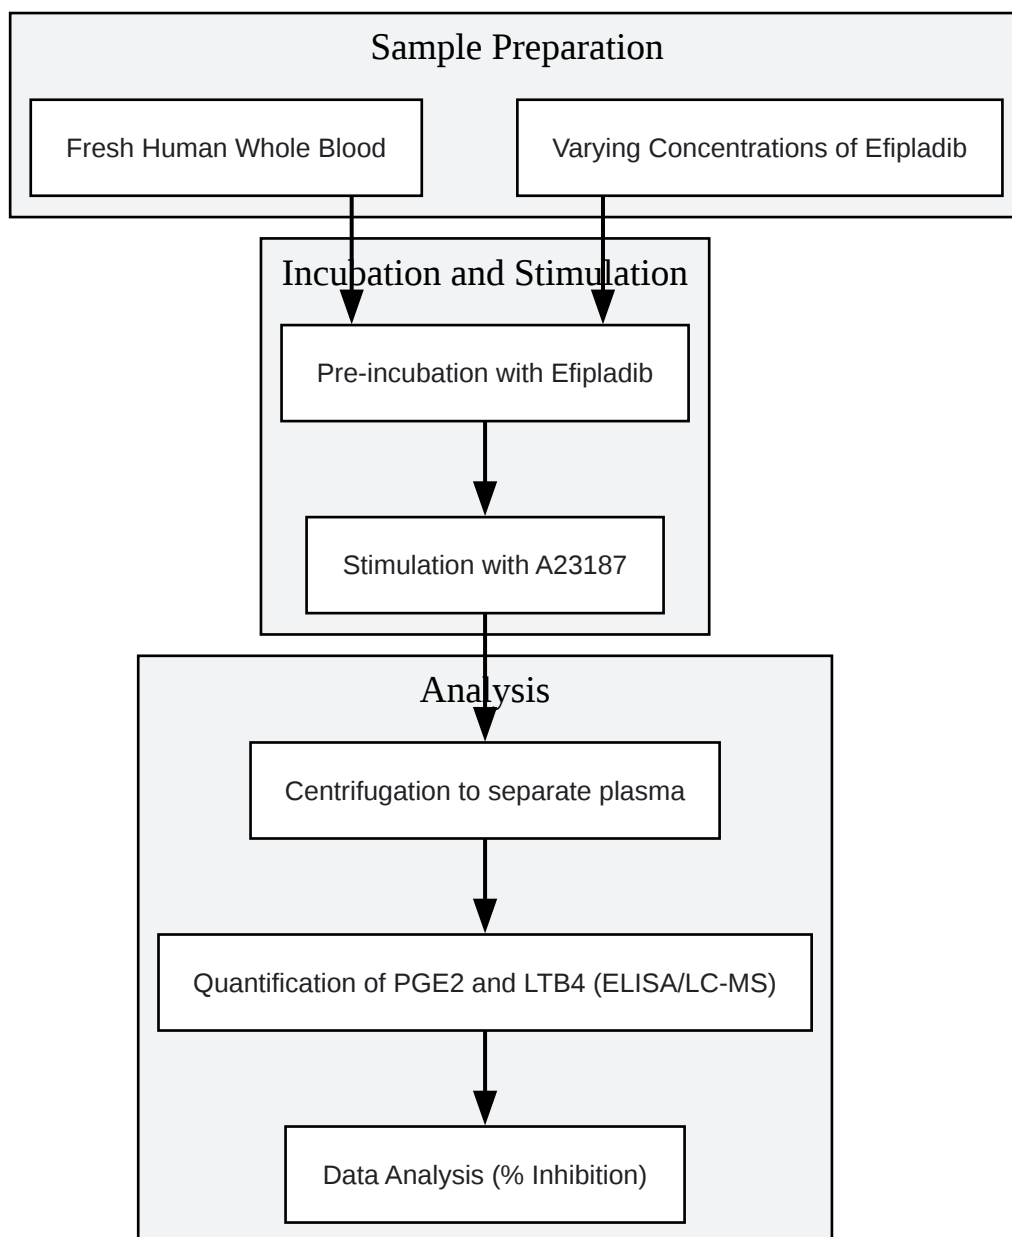 Sample Preparation
Fresh Human Whole Blood
Varying Concentrations of Efipladib
Incubation and Stimulation
Pre-incubation with Efipladib
Stimulation with A23187
Analysis
Centrifugation to separate plasma
Quantification of PGE2 and LTB4 (ELISA/LC-MS)
Data Analysis (% Inhibition)